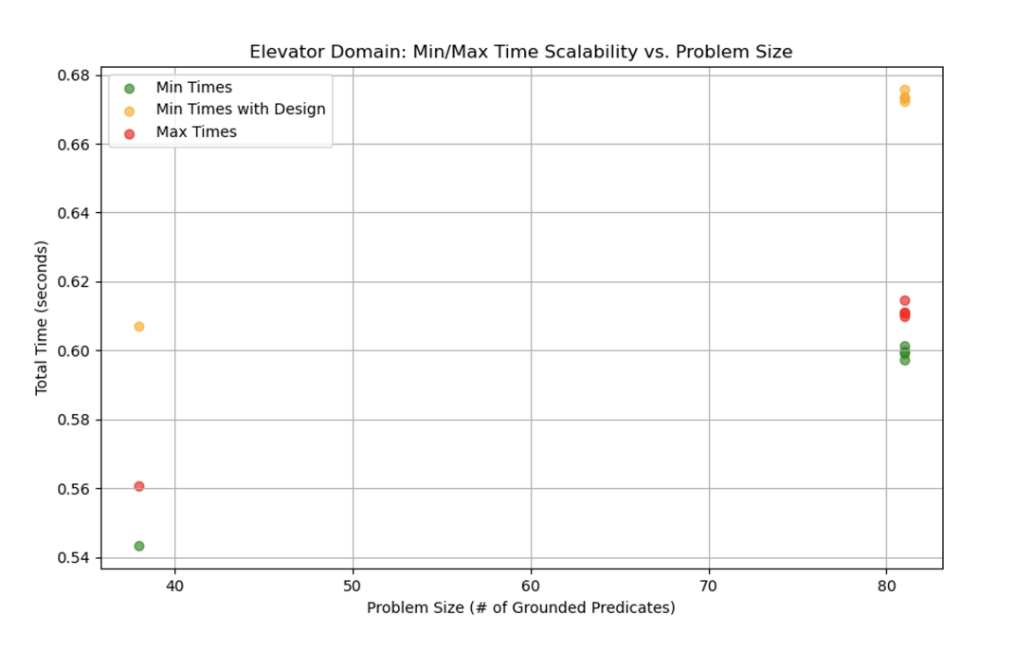 Elevator Domain: Min/Max Time Scalability vs. Problem Size
Min Times
Min Times with Design
Max Times
Total Time (seconds)
0.68
0.66
0.64
0.62
0.60
0.58
0.56
0.54
40
50
60
70
80
Problem Size (# of Grounded Predicates)